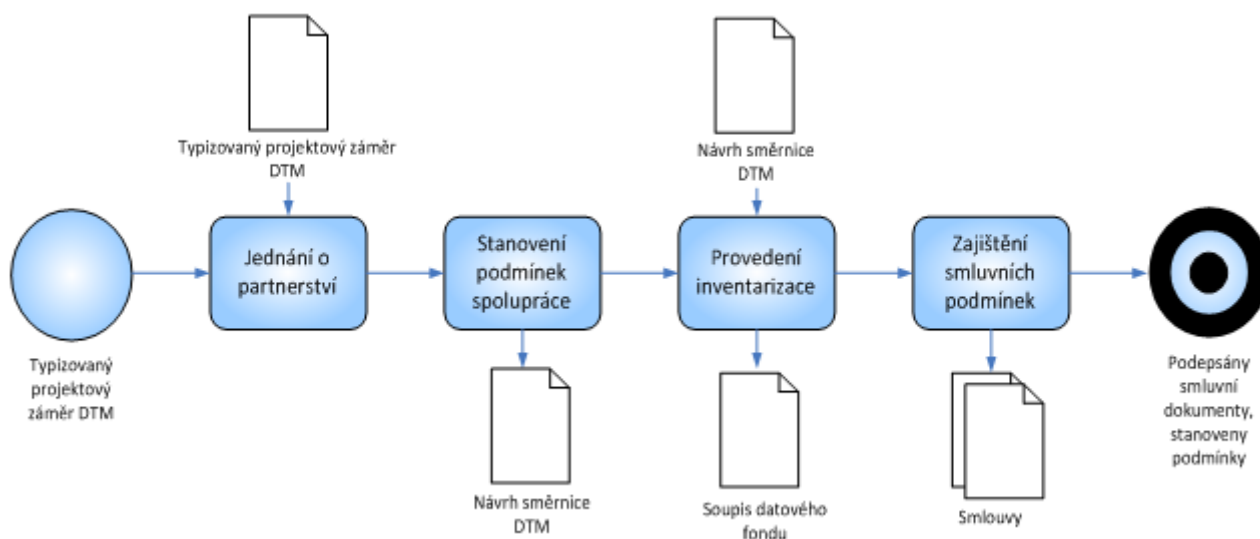 Typizovaný projektový záměr
DTM
Návrh směrnice
DTM
Jednání o
partnerství
Stanovení
podmínek
spolupráce
Provedení
inventarizace
Zajištění
smluvních
podmínek
Typizovaný
projektový
záměr DTM
Návrh směrnice
DTM
Soupis datového
fondu
Smlouvy
Podepsány
smluvní
dokumenty,
stanoveny
podmínky